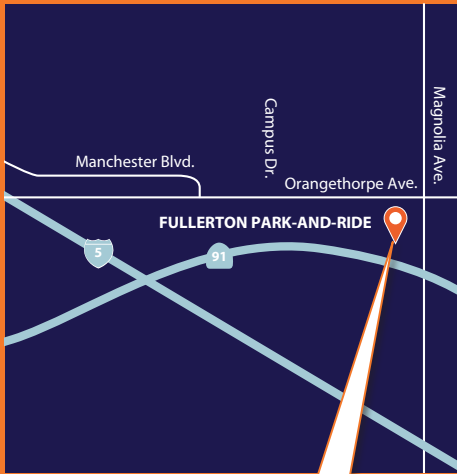 Campus Dr.
Magnolia Ave.
Manchester Blvd.
Orangethorpe Ave.
FULLERTON PARK-AND-RIDE
5
91